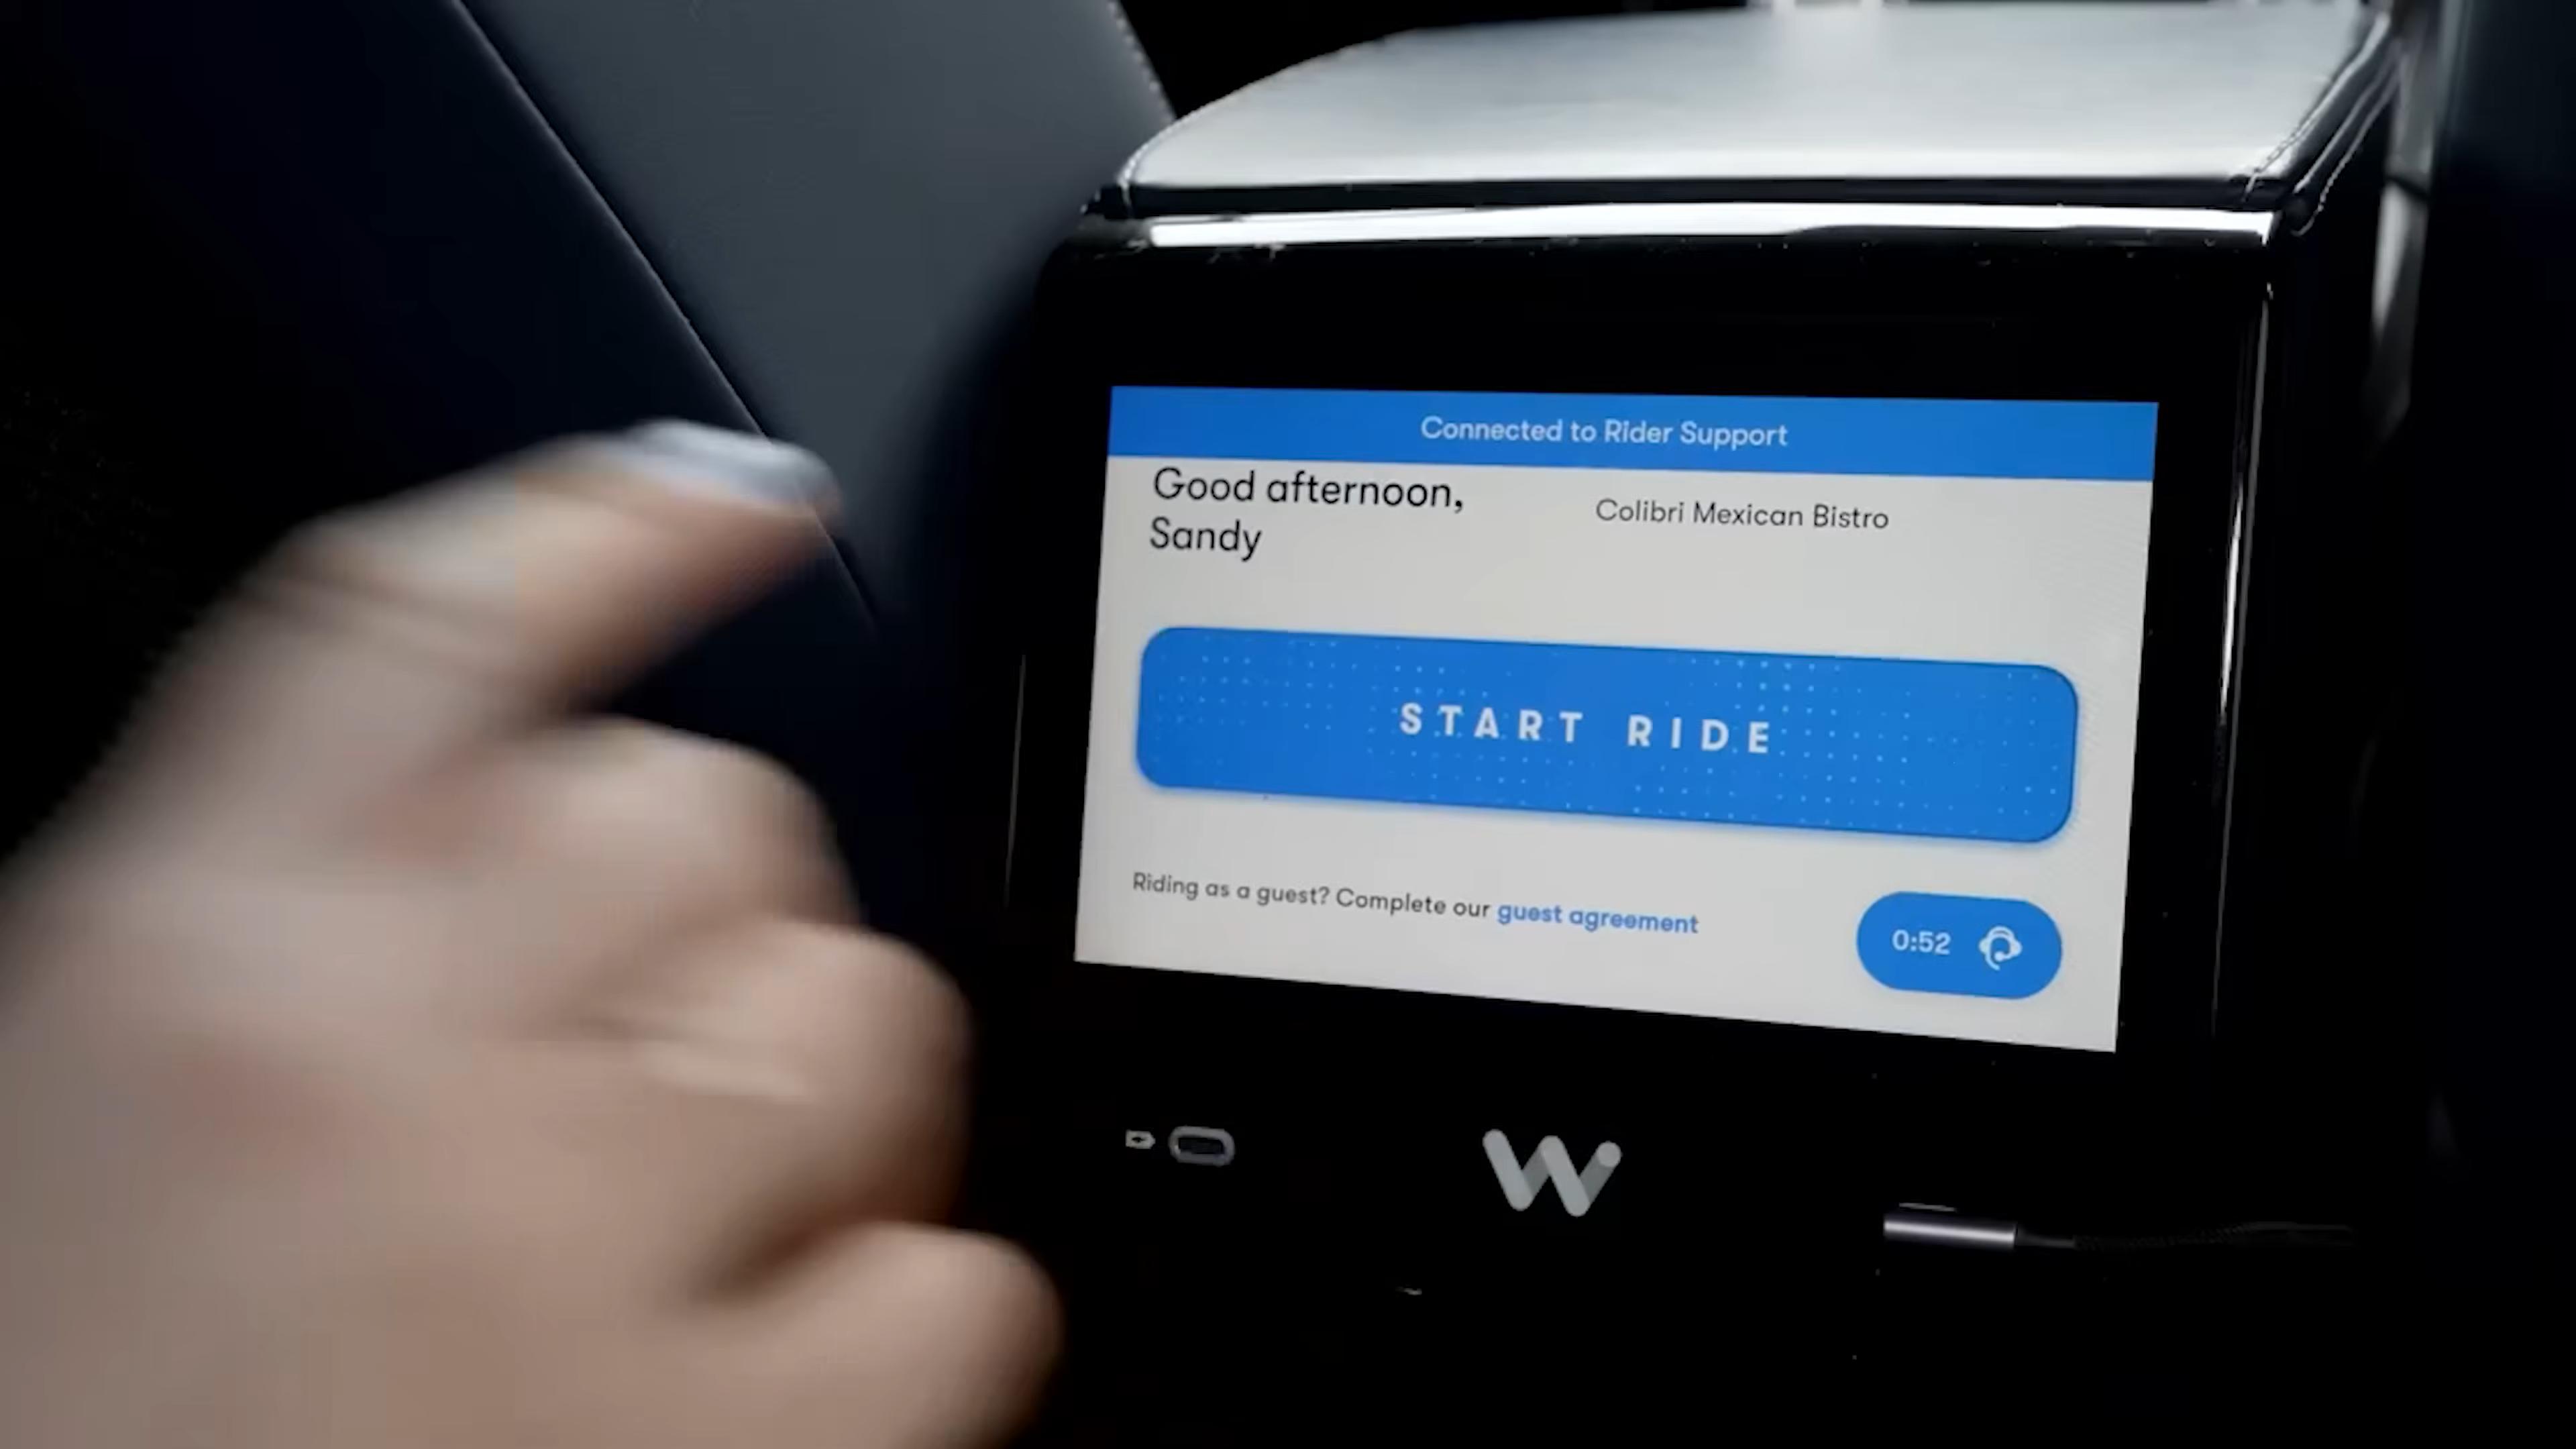 Connected to Rider Support
Good afternoon,
Sandy
Colibri Mexican Bistro
START RIDE
Riding as a guest? Complete our guest agreement
0:52